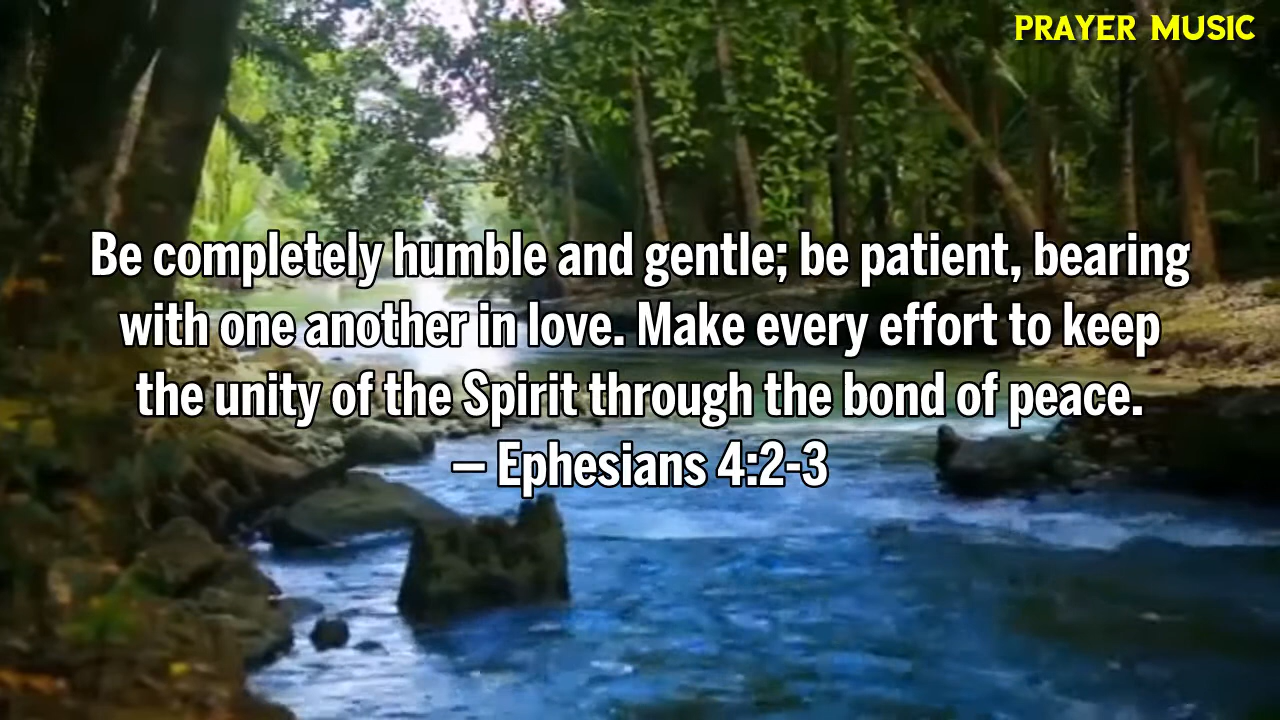 PRAYER MUSIC
Be completely humble and gentle; be patient, bearing
with one another in love. Make every effort to keep
the unity of the Spirit through the bond of peace.
– Ephesians 4:2-3